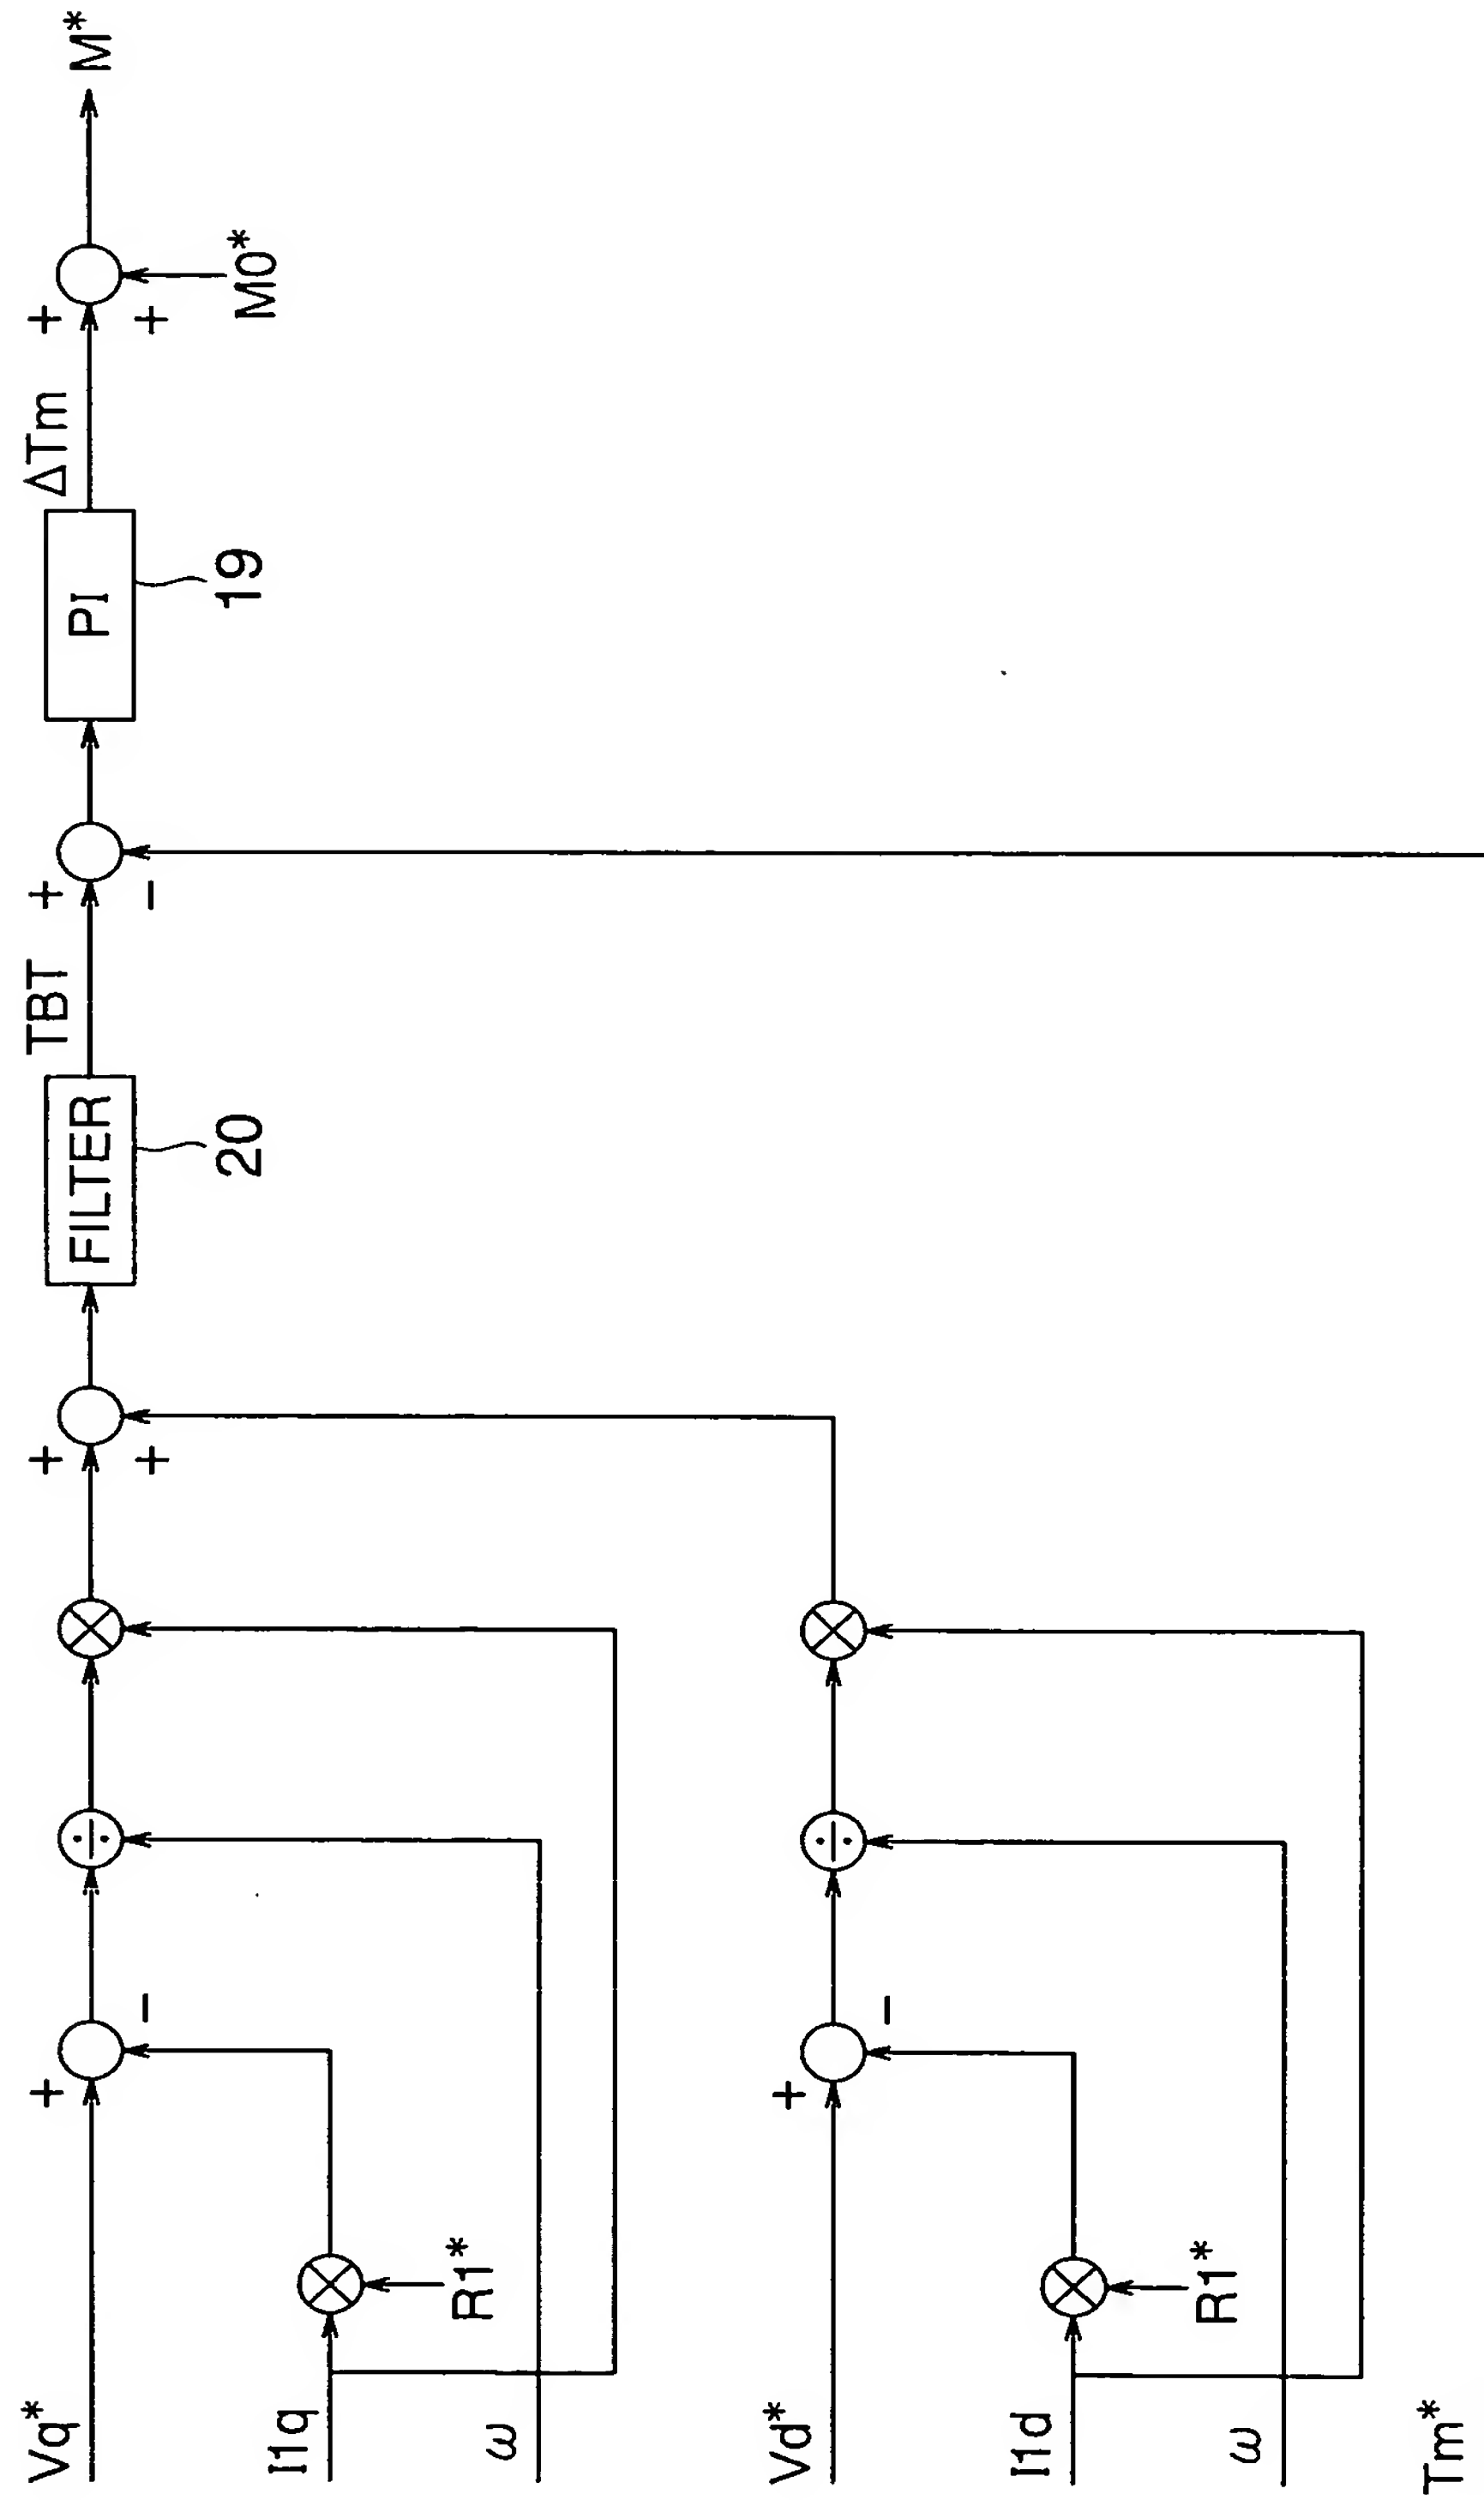 Vq*
+
−
I1q
R1*
ω
+
+
FILTER
20
TBT
+
−
PI
19
ΔTm
+
+
M0*
M*
Vd*
+
−
I1d
R1*
ω
Tm*